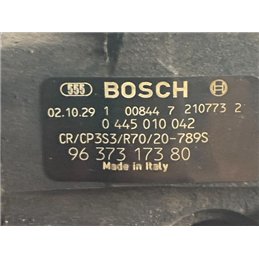 555 BOSCH
02.10.29 1 00844 7 210773 2
0 445 010 042
CR/CP3S3/R70/20-789S
96 373 173 80
Made in Italy